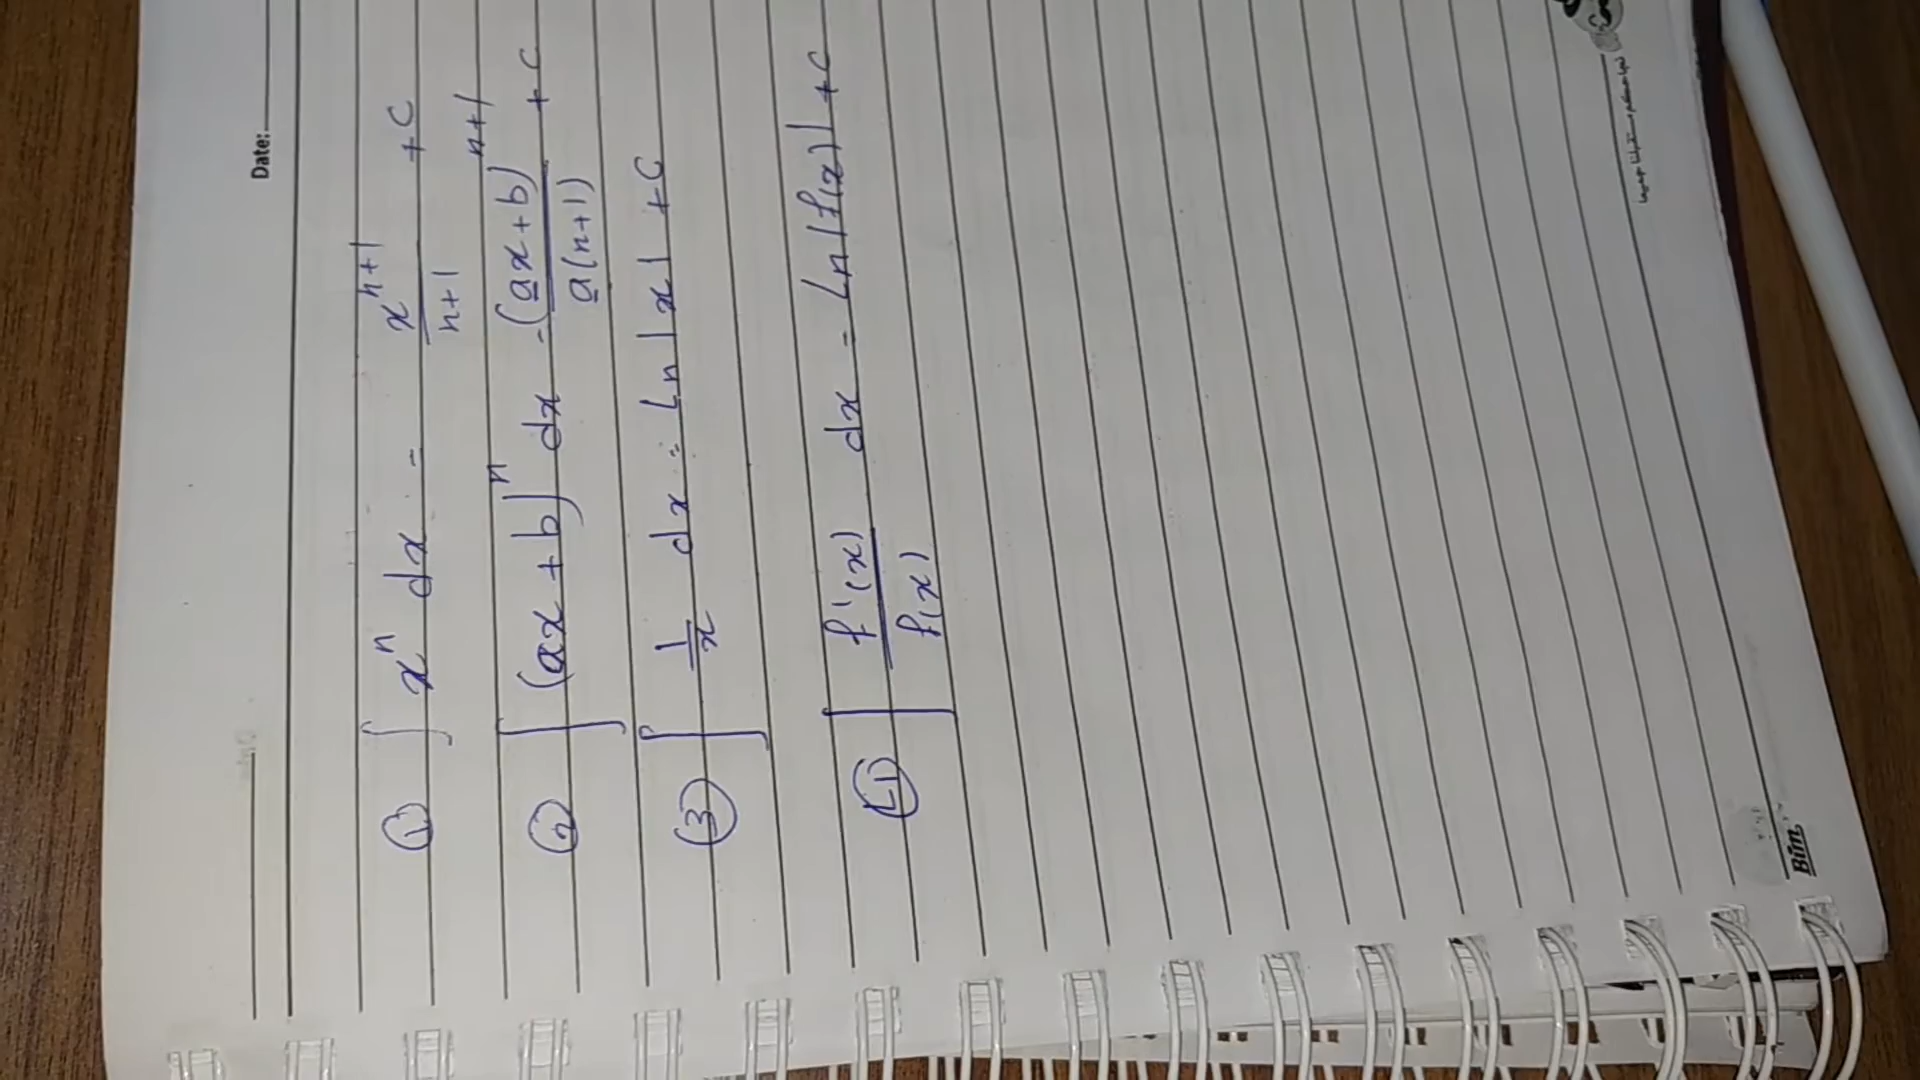 Date:
① ∫ xⁿ dx = x^(n+1) / (n+1) + c
② ∫ (ax + b)ⁿ dx = (ax + b)^(n+1) / a(n+1) + c
③ ∫ 1/x dx = Ln |x| + C
④ ∫ f'(x) / f(x) dx = Ln |f(x)| + c
Bim